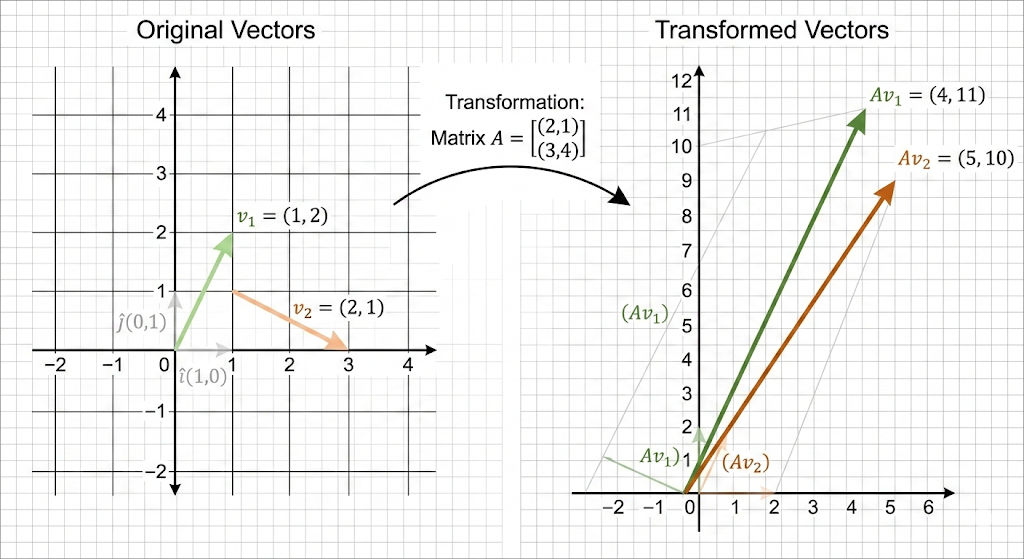 Original Vectors
Transformed Vectors
Transformation:
Matrix A = [(2,1)
(3,4)]
4
3
2
1
−1
−2
−2 −1 0 1 2 3 4
v₁ = (1, 2)
v₂ = (2, 1)
ĵ(0,1)
î(1,0)
12
11
10
9
8
7
6
5
4
3
2
1
−2 −1 0 1 2 3 4 5 6
Av₁ = (4, 11)
Av₂ = (5, 10)
(Av₁)
Av₁)
(Av₂)